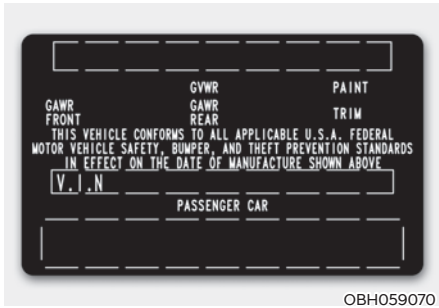 GVWR PAINT
GAWR FRONT GAWR REAR TRIM
THIS VEHICLE CONFORMS TO ALL APPLICABLE U.S.A. FEDERAL
MOTOR VEHICLE SAFETY, BUMPER, AND THEFT PREVENTION STANDARDS
IN EFFECT ON THE DATE OF MANUFACTURE SHOWN ABOVE
V.I.N
PASSENGER CAR
OBH059070